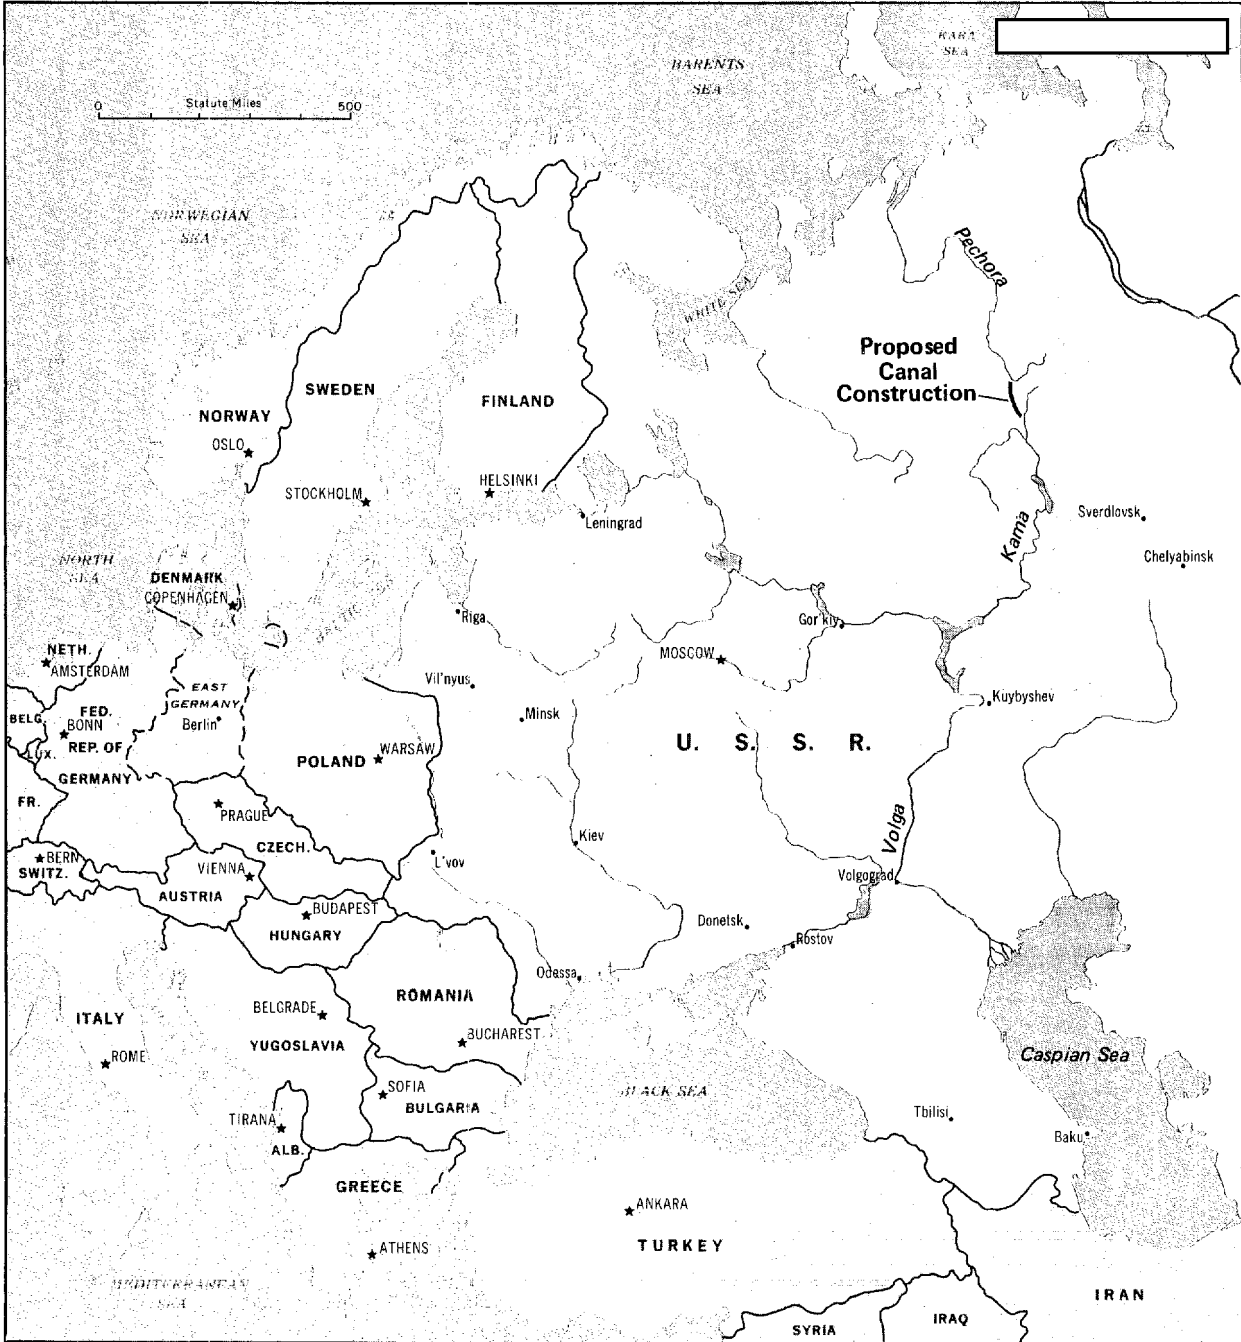 KARA
SEA
BARENTS
SEA
0 Statute Miles 500
NORWEGIAN
SEA
Pechora
WHITE SEA
Proposed
Canal
Construction
SWEDEN
FINLAND
NORWAY
OSLO
HELSINKI
STOCKHOLM
Leningrad
Sverdlovsk
Kama
NORTH
SEA
Chelyabinsk
DENMARK
COPENHAGEN
BALTIC SEA
Riga
Gor'kiy
NETH.
AMSTERDAM
MOSCOW
Vil'nyus
EAST
GERMANY
Berlin
Kuybyshev
BELG.
FED.
BONN
REP. OF
GERMANY
Minsk
U. S. S. R.
LUX.
POLAND
WARSAW
FR.
PRAGUE
Volga
Kiev
CZECH.
L'vov
BERN
SWITZ.
VIENNA
Volgograd
AUSTRIA
BUDAPEST
HUNGARY
Donetsk
Rostov
Odessa
ROMANIA
BELGRADE
ITALY
BUCHAREST
YUGOSLAVIA
Caspian Sea
ROME
SOFIA
BLACK SEA
BULGARIA
TIRANA
Tbilisi
Baku
ALB.
GREECE
ANKARA
ATHENS
TURKEY
MEDITERRANEAN
SEA
IRAN
SYRIA
IRAQ